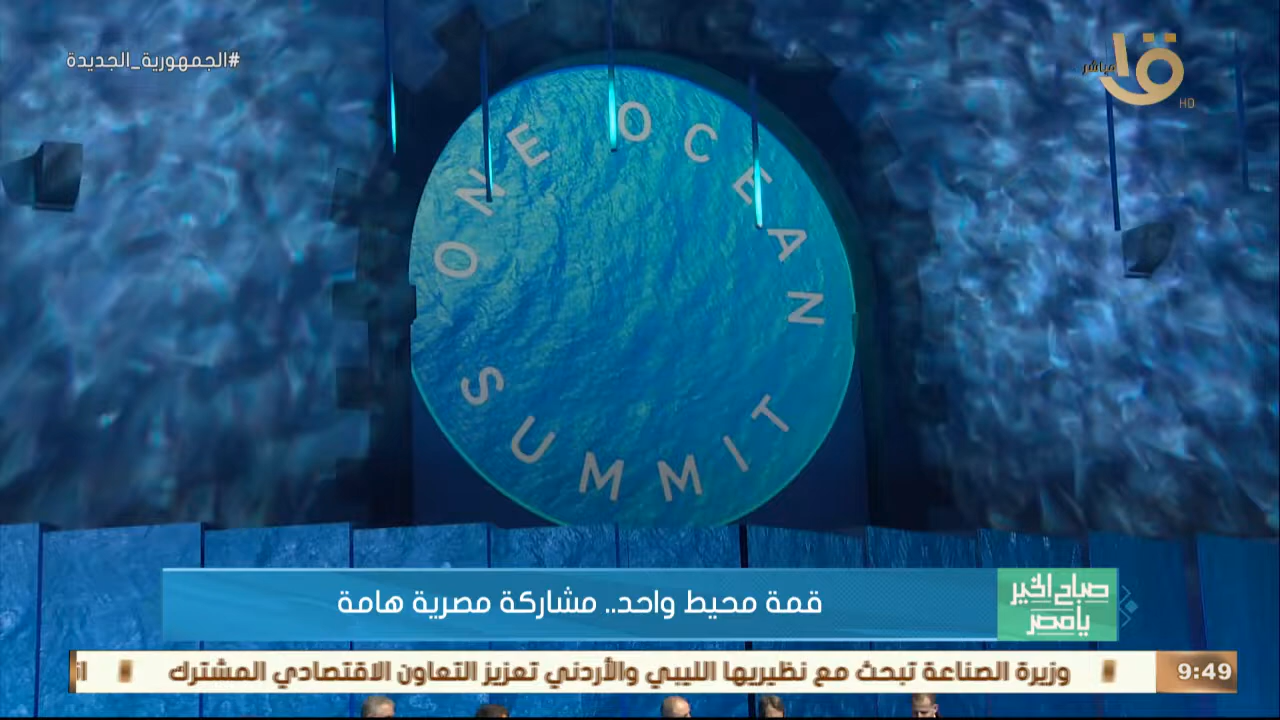 #الجمهورية_الجديدة
مباشر
HD
ONE OCEAN
SUMMIT
قمة محيط واحد.. مشاركة مصرية هامة
صباح الخير
يا مصر
9:49
وزيرة الصناعة تبحث مع نظيريها الليبي والأردني تعزيز التعاون الاقتصادي المشترك